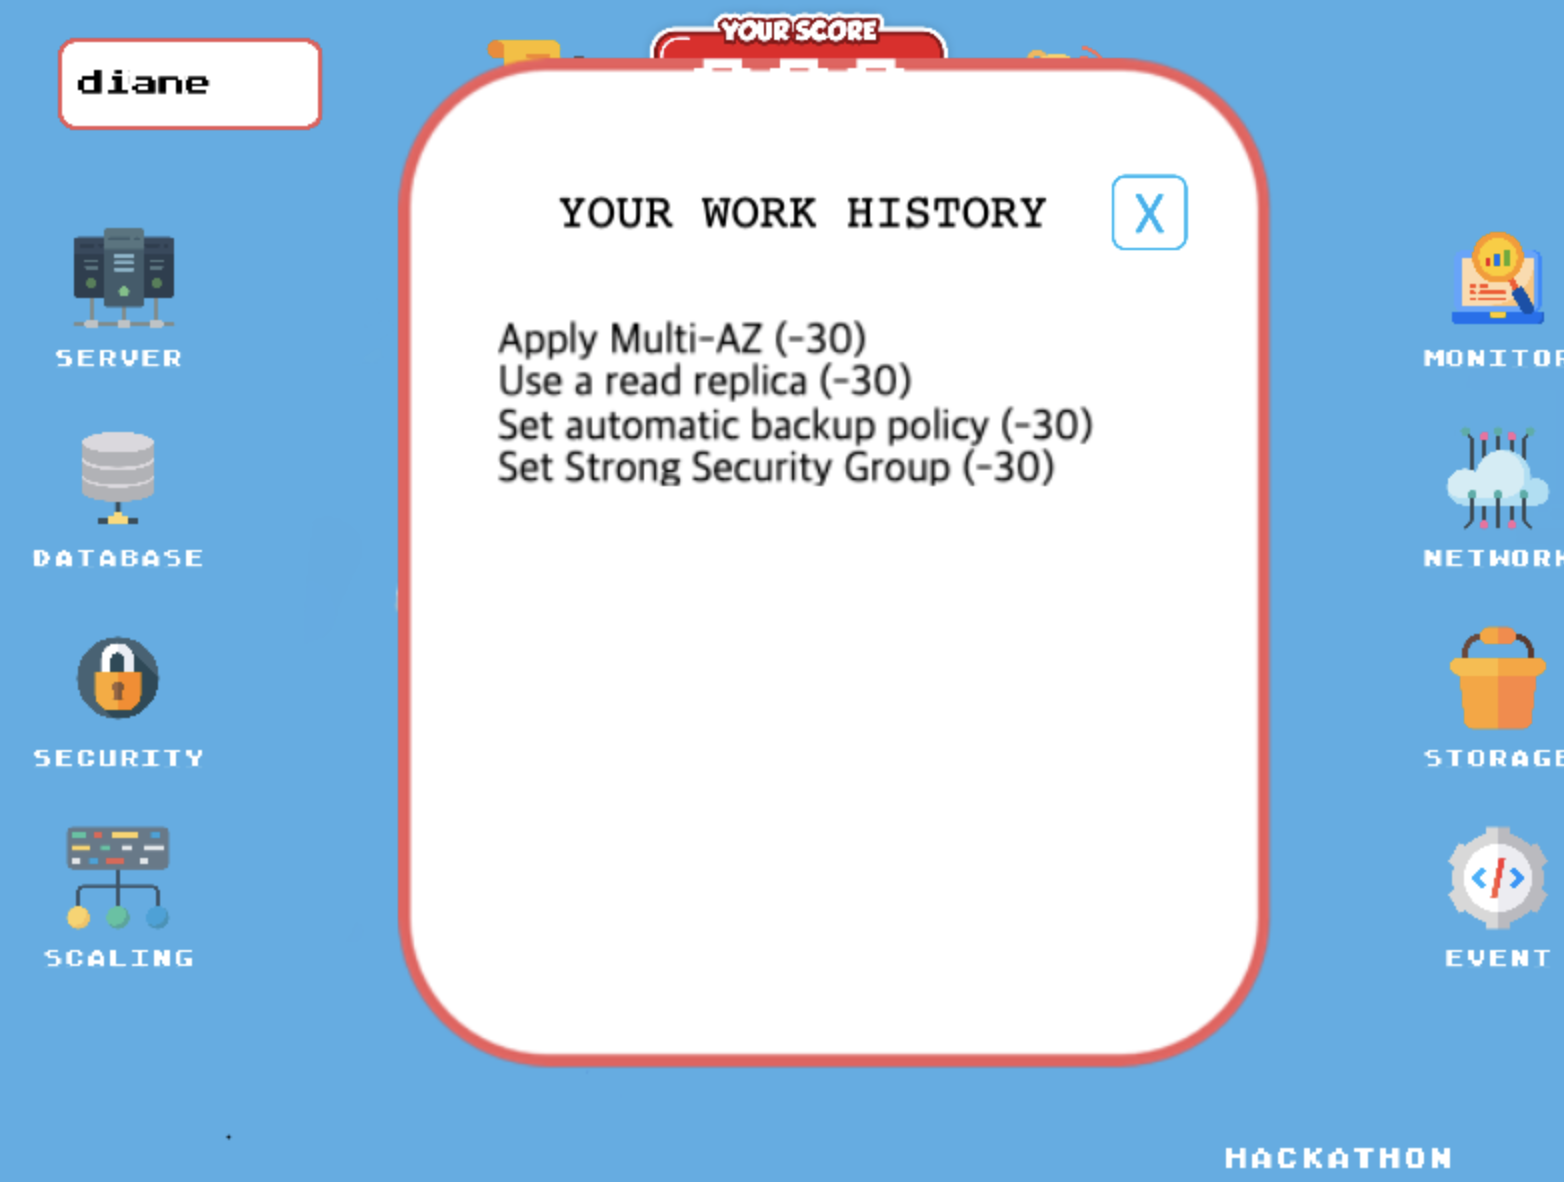 YOUR SCORE
diane
YOUR WORK HISTORY
X
Apply Multi-AZ (-30)
Use a read replica (-30)
Set automatic backup policy (-30)
Set Strong Security Group (-30)
SERVER
DATABASE
SECURITY
SCALING
MONITOR
NETWORK
STORAGE
EVENT
HACKATHON